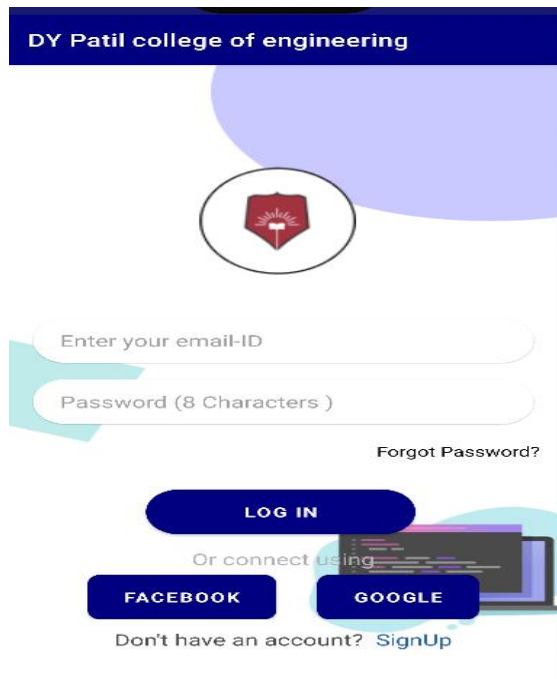 DY Patil college of engineering
Enter your email-ID
Password (8 Characters )
Forgot Password?
LOG IN
Or connect using
FACEBOOK GOOGLE
Don't have an account? SignUp